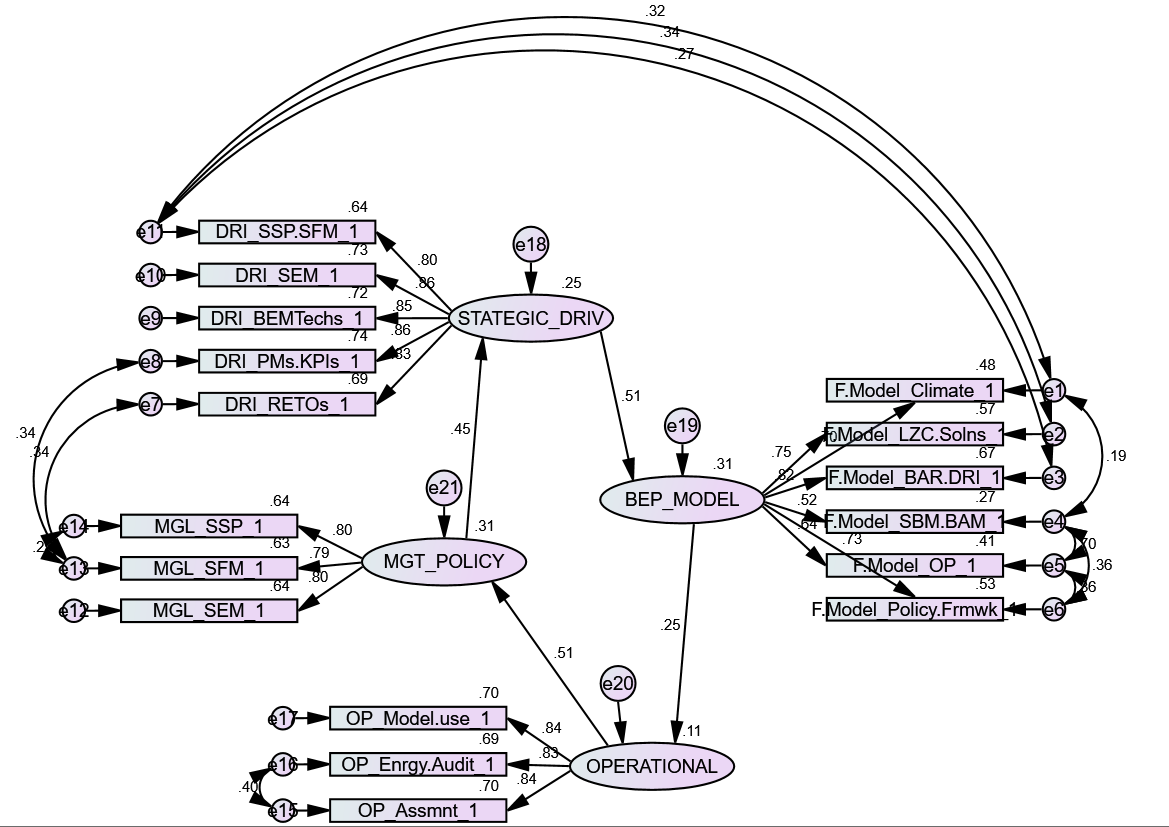 .32
.34
.27
.64
e11 DRI_SSP.SFM_1
.80
.73
e10 DRI_SEM_1
.86
.72
e9 DRI_BEMTechs_1
.85
.74
e8 DRI_PMs.KPIs_1
.86
.69
e7 DRI_RETOs_1
.83
e18
.25
STATEGIC_DRIV
.34
.34
.45
.51
e19
.31
BEP_MODEL
.48
F.Model_Climate_1 e1
.57
.75
F.Model_LZC.Solns_1 e2
.67
.82
F.Model_BAR.DRI_1 e3
.19
.27
.52
F.Model_SBM.BAM_1 e4
.64
.73
.41
.70
F.Model_OP_1 e5
.36
.53
F.Model_Policy.Frmwk_1 e6
e21
.31
MGT_POLICY
.64
e14 MGL_SSP_1
.80
.63
e13 MGL_SFM_1
.79
.64
e12 MGL_SEM_1
.80
.25
.51
e20
.11
OPERATIONAL
.70
e17 OP_Model.use_1
.84
.69
e16 OP_Enrgy.Audit_1
.83
.40
.70
e15 OP_Assmnt_1
.84